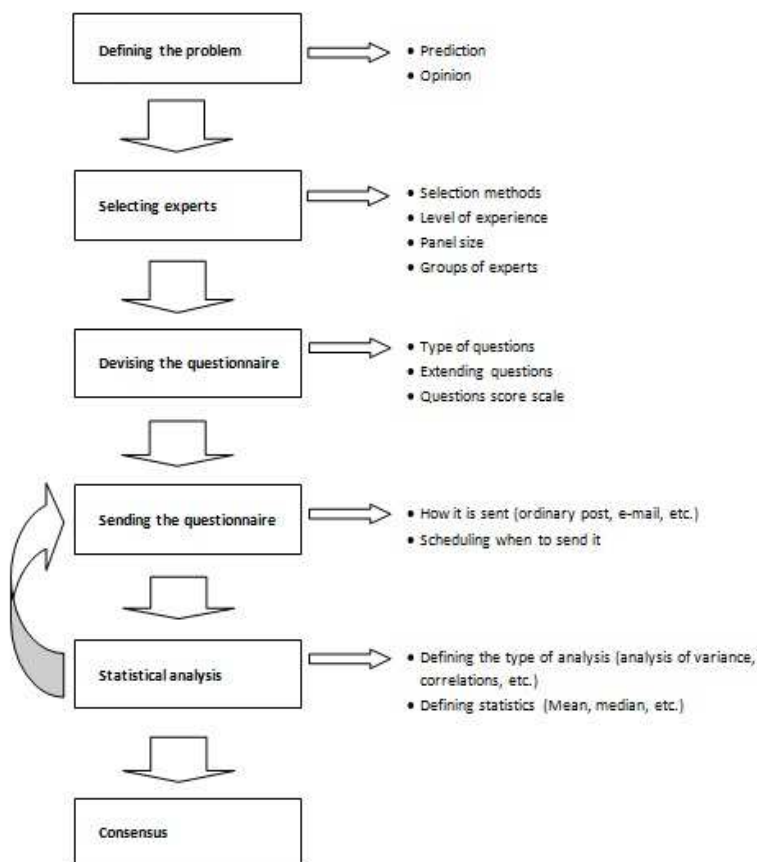 Defining the problem
• Prediction
• Opinion
Selecting experts
• Selection methods
• Level of experience
• Panel size
• Groups of experts
Devising the questionnaire
• Type of questions
• Extending questions
• Questions score scale
Sending the questionnaire
• How it is sent (ordinary post, e-mail, etc.)
• Scheduling when to send it
Statistical analysis
• Defining the type of analysis (analysis of variance,
correlations, etc.)
• Defining statistics (Mean, median, etc.)
Consensus